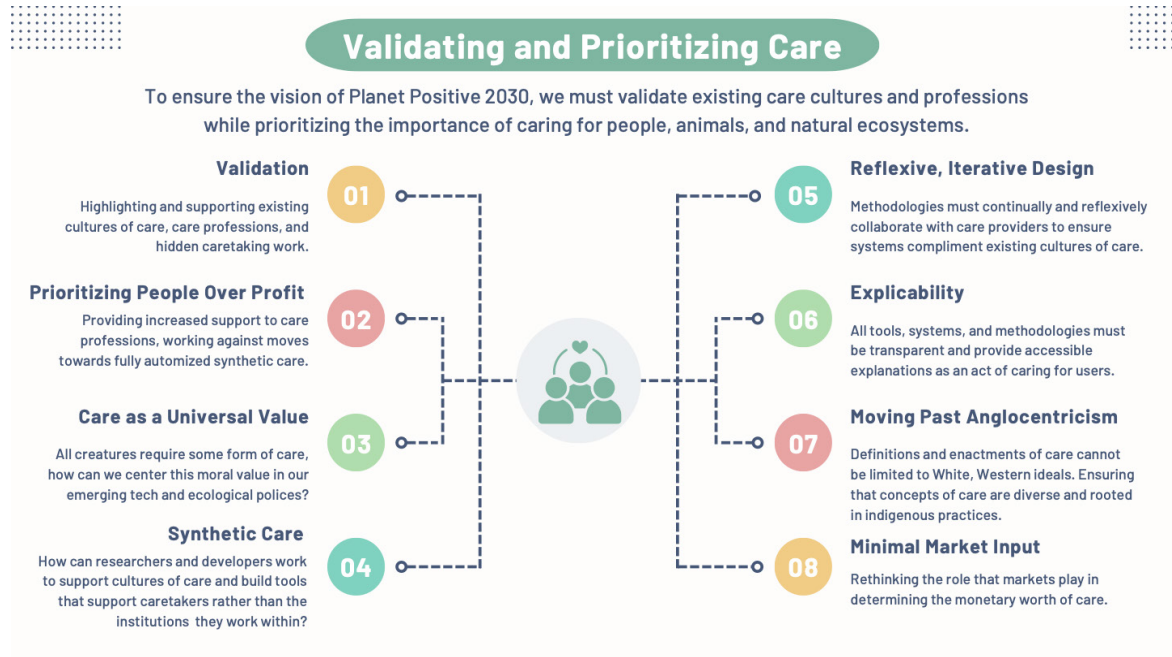 Validating and Prioritizing Care
To ensure the vision of Planet Positive 2030, we must validate existing care cultures and professions
while prioritizing the importance of caring for people, animals, and natural ecosystems.
Validation
01
Highlighting and supporting existing
cultures of care, care professions, and
hidden caretaking work.
Prioritizing People Over Profit
02
Providing increased support to care
professions, working against moves
towards fully automized synthetic care.
Care as a Universal Value
03
All creatures require some form of care,
how can we center this moral value in our
emerging tech and ecological polices?
Synthetic Care
04
How can researchers and developers work
to support cultures of care and build tools
that support caretakers rather than the
institutions they work within?
05
Reflexive, Iterative Design
Methodologies must continually and reflexively
collaborate with care providers to ensure
systems compliment existing cultures of care.
06
Explicability
All tools, systems, and methodologies must
be transparent and provide accessible
explanations as an act of caring for users.
07
Moving Past Anglocentricism
Definitions and enactments of care cannot
be limited to White, Western ideals. Ensuring
that concepts of care are diverse and rooted
in indigenous practices.
08
Minimal Market Input
Rethinking the role that markets play in
determining the monetary worth of care.